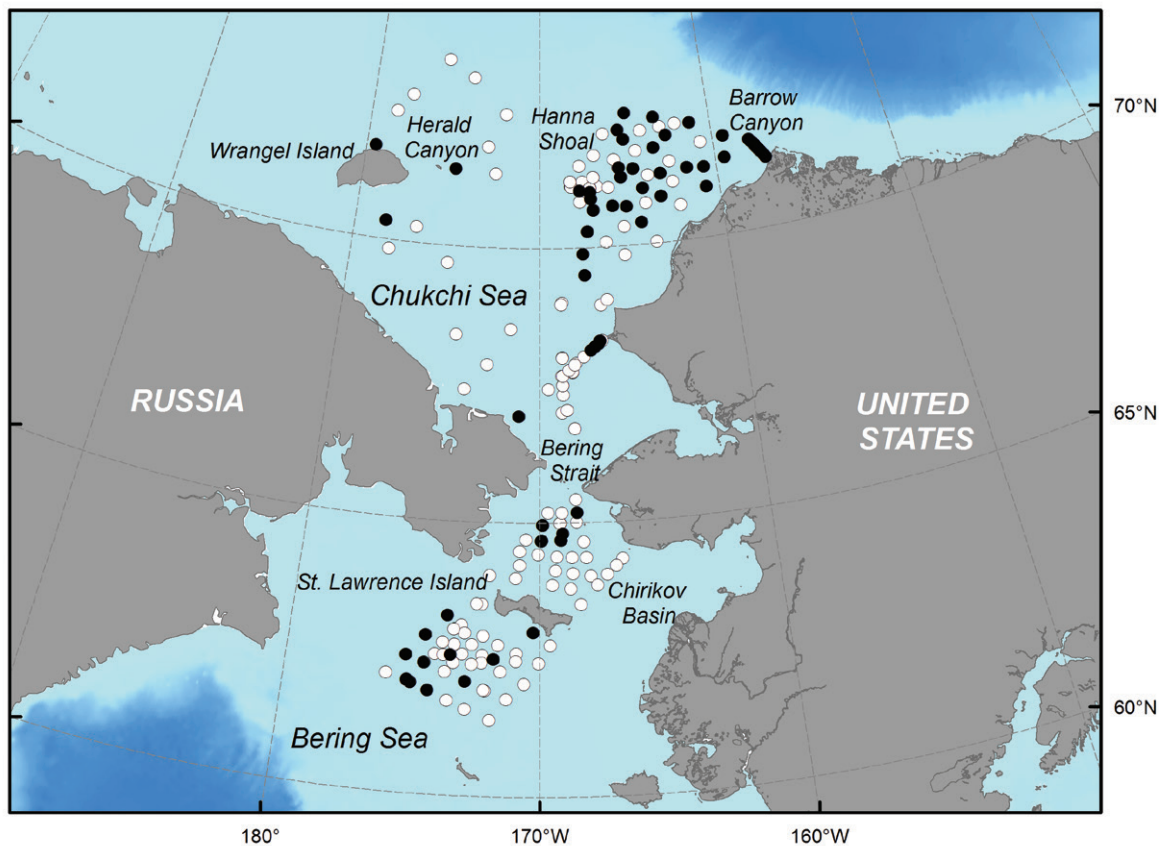 Barrow
Canyon
Hanna
Shoal
Herald
Canyon
Wrangel Island
70°N
Chukchi Sea
RUSSIA
UNITED
STATES
65°N
Bering
Strait
St. Lawrence Island
Chirikov
Basin
60°N
Bering Sea
180°
170°W
160°W